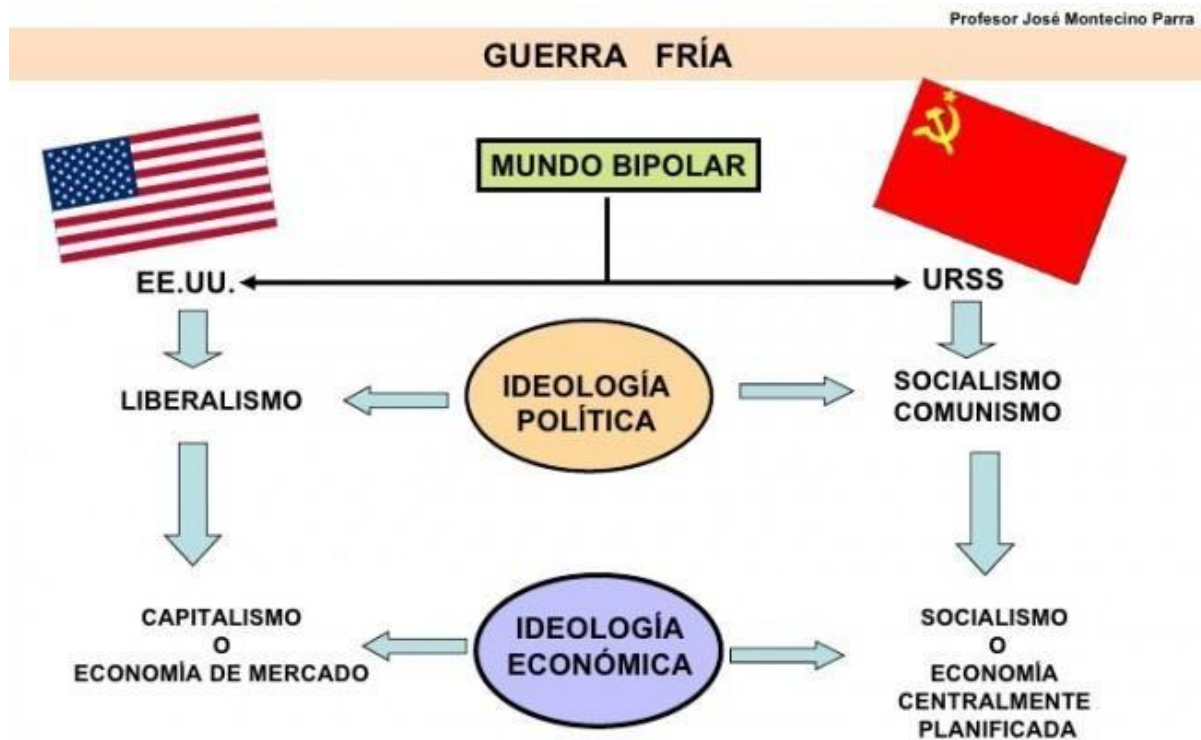 Profesor José Montecino Parra
GUERRA FRÍA
MUNDO BIPOLAR
EE.UU.
URSS
LIBERALISMO
IDEOLOGÍA
POLÍTICA
SOCIALISMO
COMUNISMO
CAPITALISMO
O
ECONOMÌA DE MERCADO
IDEOLOGÍA
ECONÓMICA
SOCIALISMO
O
ECONOMÍA
CENTRALMENTE
PLANIFICADA